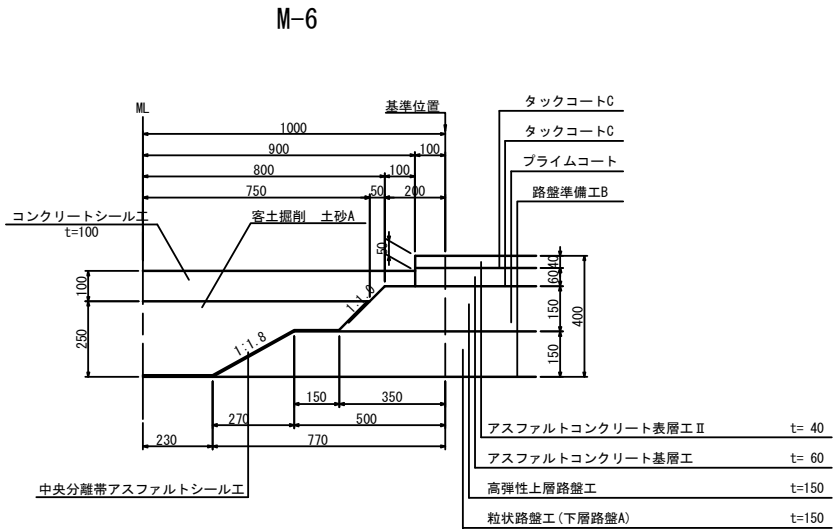 M-6
ML
基準位置
タックコートC
タックコートC
プライムコート
路盤準備工B
1000
900
100
800
100
750
50
200
コンクリートシール工
t=100
客土掘削 土砂A
50
40
60
100
150
400
250
150
1:1.0
1:1.8
150
350
270
500
230
770
アスファルトコンクリート表層工Ⅱ t= 40
アスファルトコンクリート基層工 t= 60
高弾性上層路盤工 t=150
粒状路盤工(下層路盤A) t=150
中央分離帯アスファルトシール工